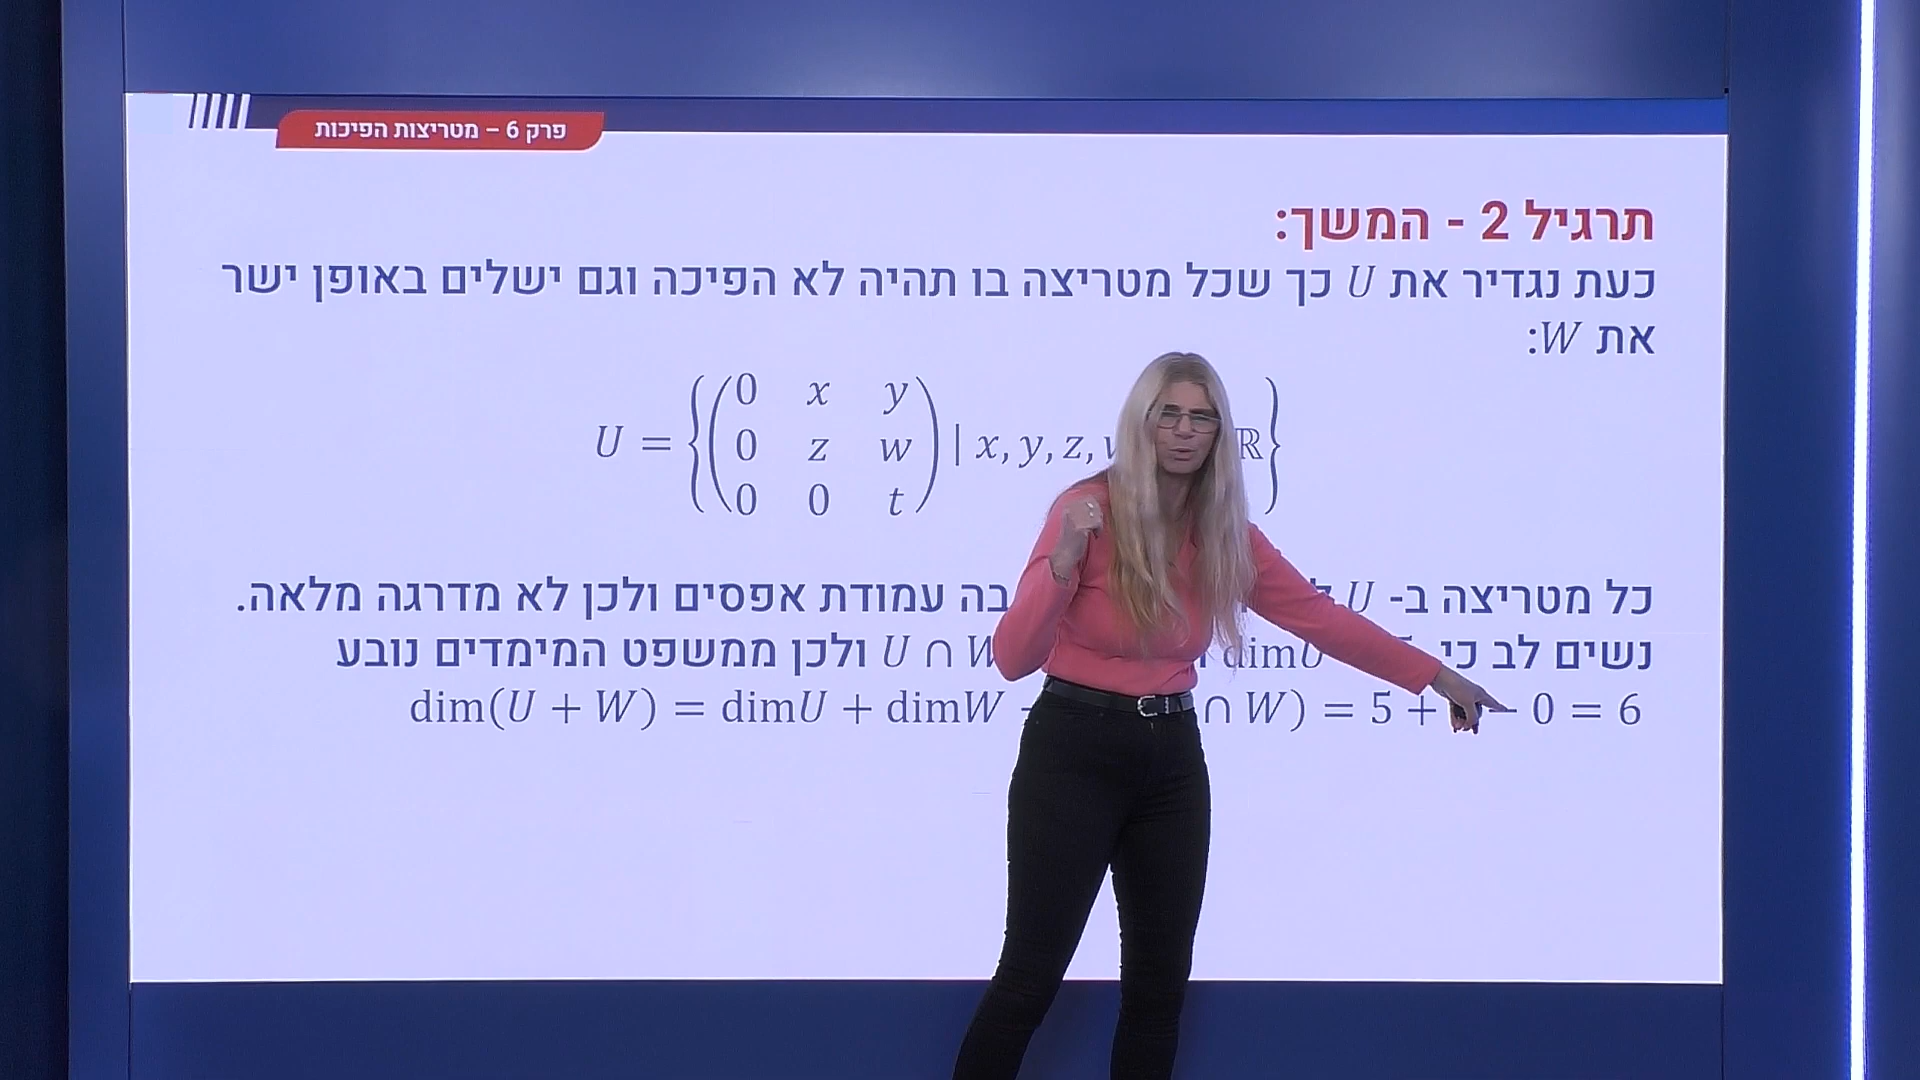 פרק 6 – מטריצות הפיכות
תרגיל 2 - המשך:
כעת נגדיר את U כך שכל מטריצה בו תהיה לא הפיכה וגם ישלים באופן ישר
את W:
U = {(0 x y
0 z w) | x, y, z, ℝ}
0 0 t
כל מטריצה ב- U בה עמודת אפסים ולכן לא מדרגה מלאה.
נשים לב כי dimU U ∩ W ולכן ממשפט המימדים נובע
dim(U + W) = dimU + dimW ∩ W) = 5 + − 0 = 6